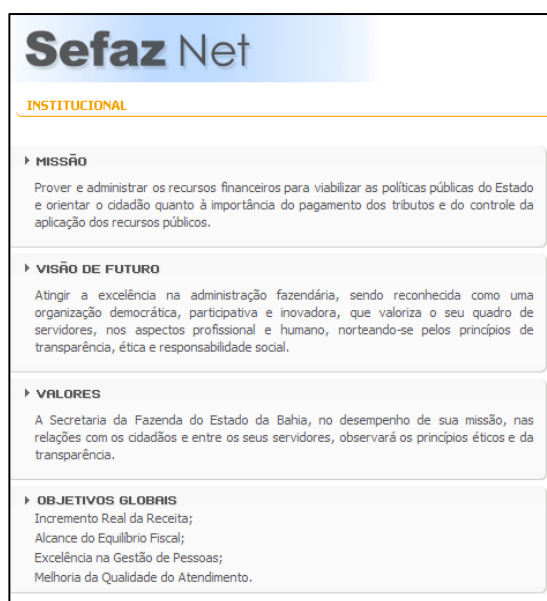 Sefaz Net
INSTITUCIONAL
MISSÃO
Prover e administrar os recursos financeiros para viabilizar as políticas públicas do Estado
e orientar o cidadão quanto à importância do pagamento dos tributos e do controle da
aplicação dos recursos públicos.
VISÃO DE FUTURO
Atingir a excelência na administração fazendária, sendo reconhecida como uma
organização democrática, participativa e inovadora, que valoriza o seu quadro de
servidores, nos aspectos profissional e humano, norteando-se pelos princípios de
transparência, ética e responsabilidade social.
VALORES
A Secretaria da Fazenda do Estado da Bahia, no desempenho de sua missão, nas
relações com os cidadãos e entre os seus servidores, observará os princípios éticos e da
transparência.
OBJETIVOS GLOBAIS
Incremento Real da Receita;
Alcance do Equilíbrio Fiscal;
Excelência na Gestão de Pessoas;
Melhoria da Qualidade do Atendimento.